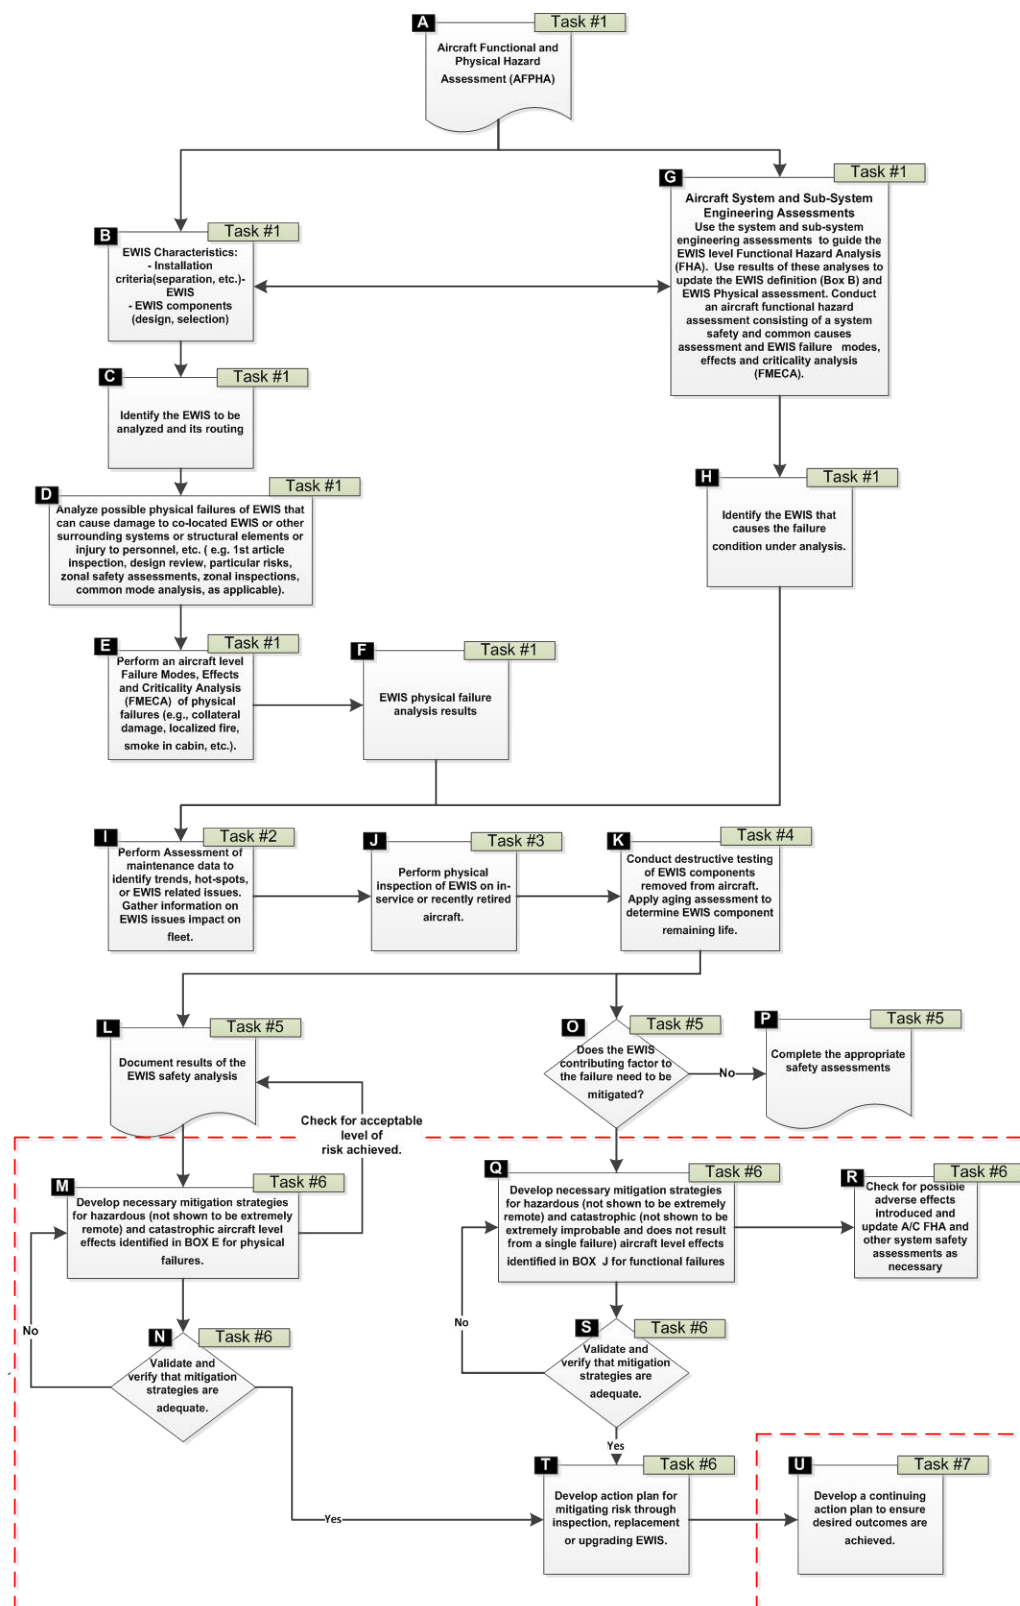 A
Task #1
Aircraft Functional and
Physical Hazard
Assessment (AFPHA)
G
Task #1
Aircraft System and Sub-System
Engineering Assessments
Use the system and sub-system
engineering assessments to guide the
EWIS level Functional Hazard Analysis
(FHA). Use results of these analyses to
update the EWIS definition (Box B) and
EWIS Physical assessment. Conduct
an aircraft functional hazard
assessment consisting of a system
safety and common causes
assessment and EWIS failure modes,
effects and criticality analysis
(FMECA).
B
Task #1
EWIS Characteristics:
- Installation
criteria(separation, etc.)-
EWIS
- EWIS components
(design, selection)
C
Task #1
Identify the EWIS to be
analyzed and its routing
D
Task #1
Analyze possible physical failures of EWIS that
can cause damage to co-located EWIS or other
surrounding systems or structural elements or
injury to personnel, etc. ( e.g. 1st article
inspection, design review, particular risks,
zonal safety assessments, zonal inspections,
common mode analysis, as applicable).
H
Task #1
Identify the EWIS that
causes the failure
condition under analysis.
E
Task #1
Perform an aircraft level
Failure Modes, Effects
and Criticality Analysis
(FMECA) of physical
failures (e.g., collateral
damage, localized fire,
smoke in cabin, etc.).
F
Task #1
EWIS physical failure
analysis results
I
Task #2
Perform Assessment of
maintenance data to
identify trends, hot-spots,
or EWIS related issues.
Gather information on
EWIS issues impact on
fleet.
J
Task #3
Perform physical
inspection of EWIS on in-
service or recently retired
aircraft.
K
Task #4
Conduct destructive testing
of EWIS components
removed from aircraft.
Apply aging assessment to
determine EWIS component
remaining life.
L
Task #5
Document results of the
EWIS safety analysis
O
Task #5
Does the EWIS
contributing factor to
the failure need to be
mitigated?
No
P
Task #5
Complete the appropriate
safety assessments
Check for acceptable
level of
risk achieved.
M
Task #6
Develop necessary mitigation strategies
for hazardous (not shown to be extremely
remote) and catastrophic aircraft level
effects identified in BOX E for physical
failures.
Q
Task #6
Develop necessary mitigation strategies for
hazardous (not shown to be extremely
remote) and catastrophic (not shown to be
extremely improbable and does not result
from a single failure) aircraft level effects
identified in BOX J for functional failures
R
Task #6
Check for possible
adverse effects
introduced and
update A/C FHA and
other system safety
assessments as
necessary
No
N
Task #6
Validate and
verify that mitigation
strategies are
adequate.
No
S
Task #6
Validate and
verify that mitigation
strategies are
adequate.
Yes
Yes
T
Task #6
Develop action plan for
mitigating risk through
inspection, replacement
or upgrading EWIS.
U
Task #7
Develop a continuing
action plan to ensure
desired outcomes are
achieved.